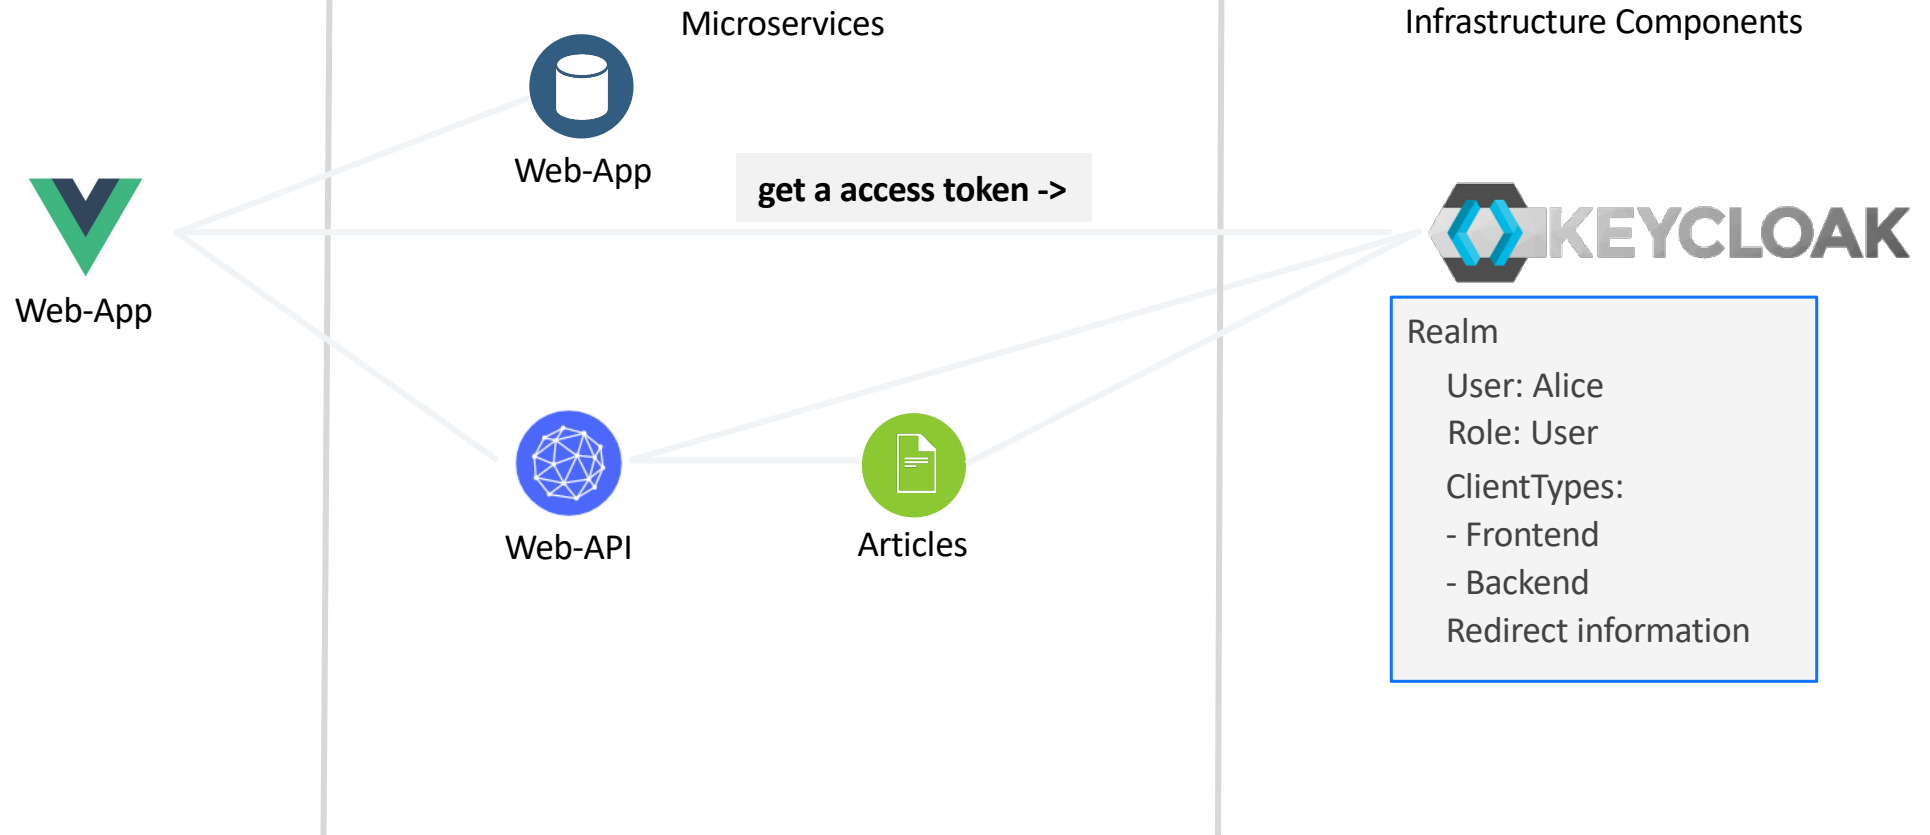 Microservices
Infrastructure Components
Web-App
get a access token ->
KEYCLOAK
Web-App
Realm
User: Alice
Role: User
ClientTypes:
- Frontend
- Backend
Redirect information
Web-API
Articles